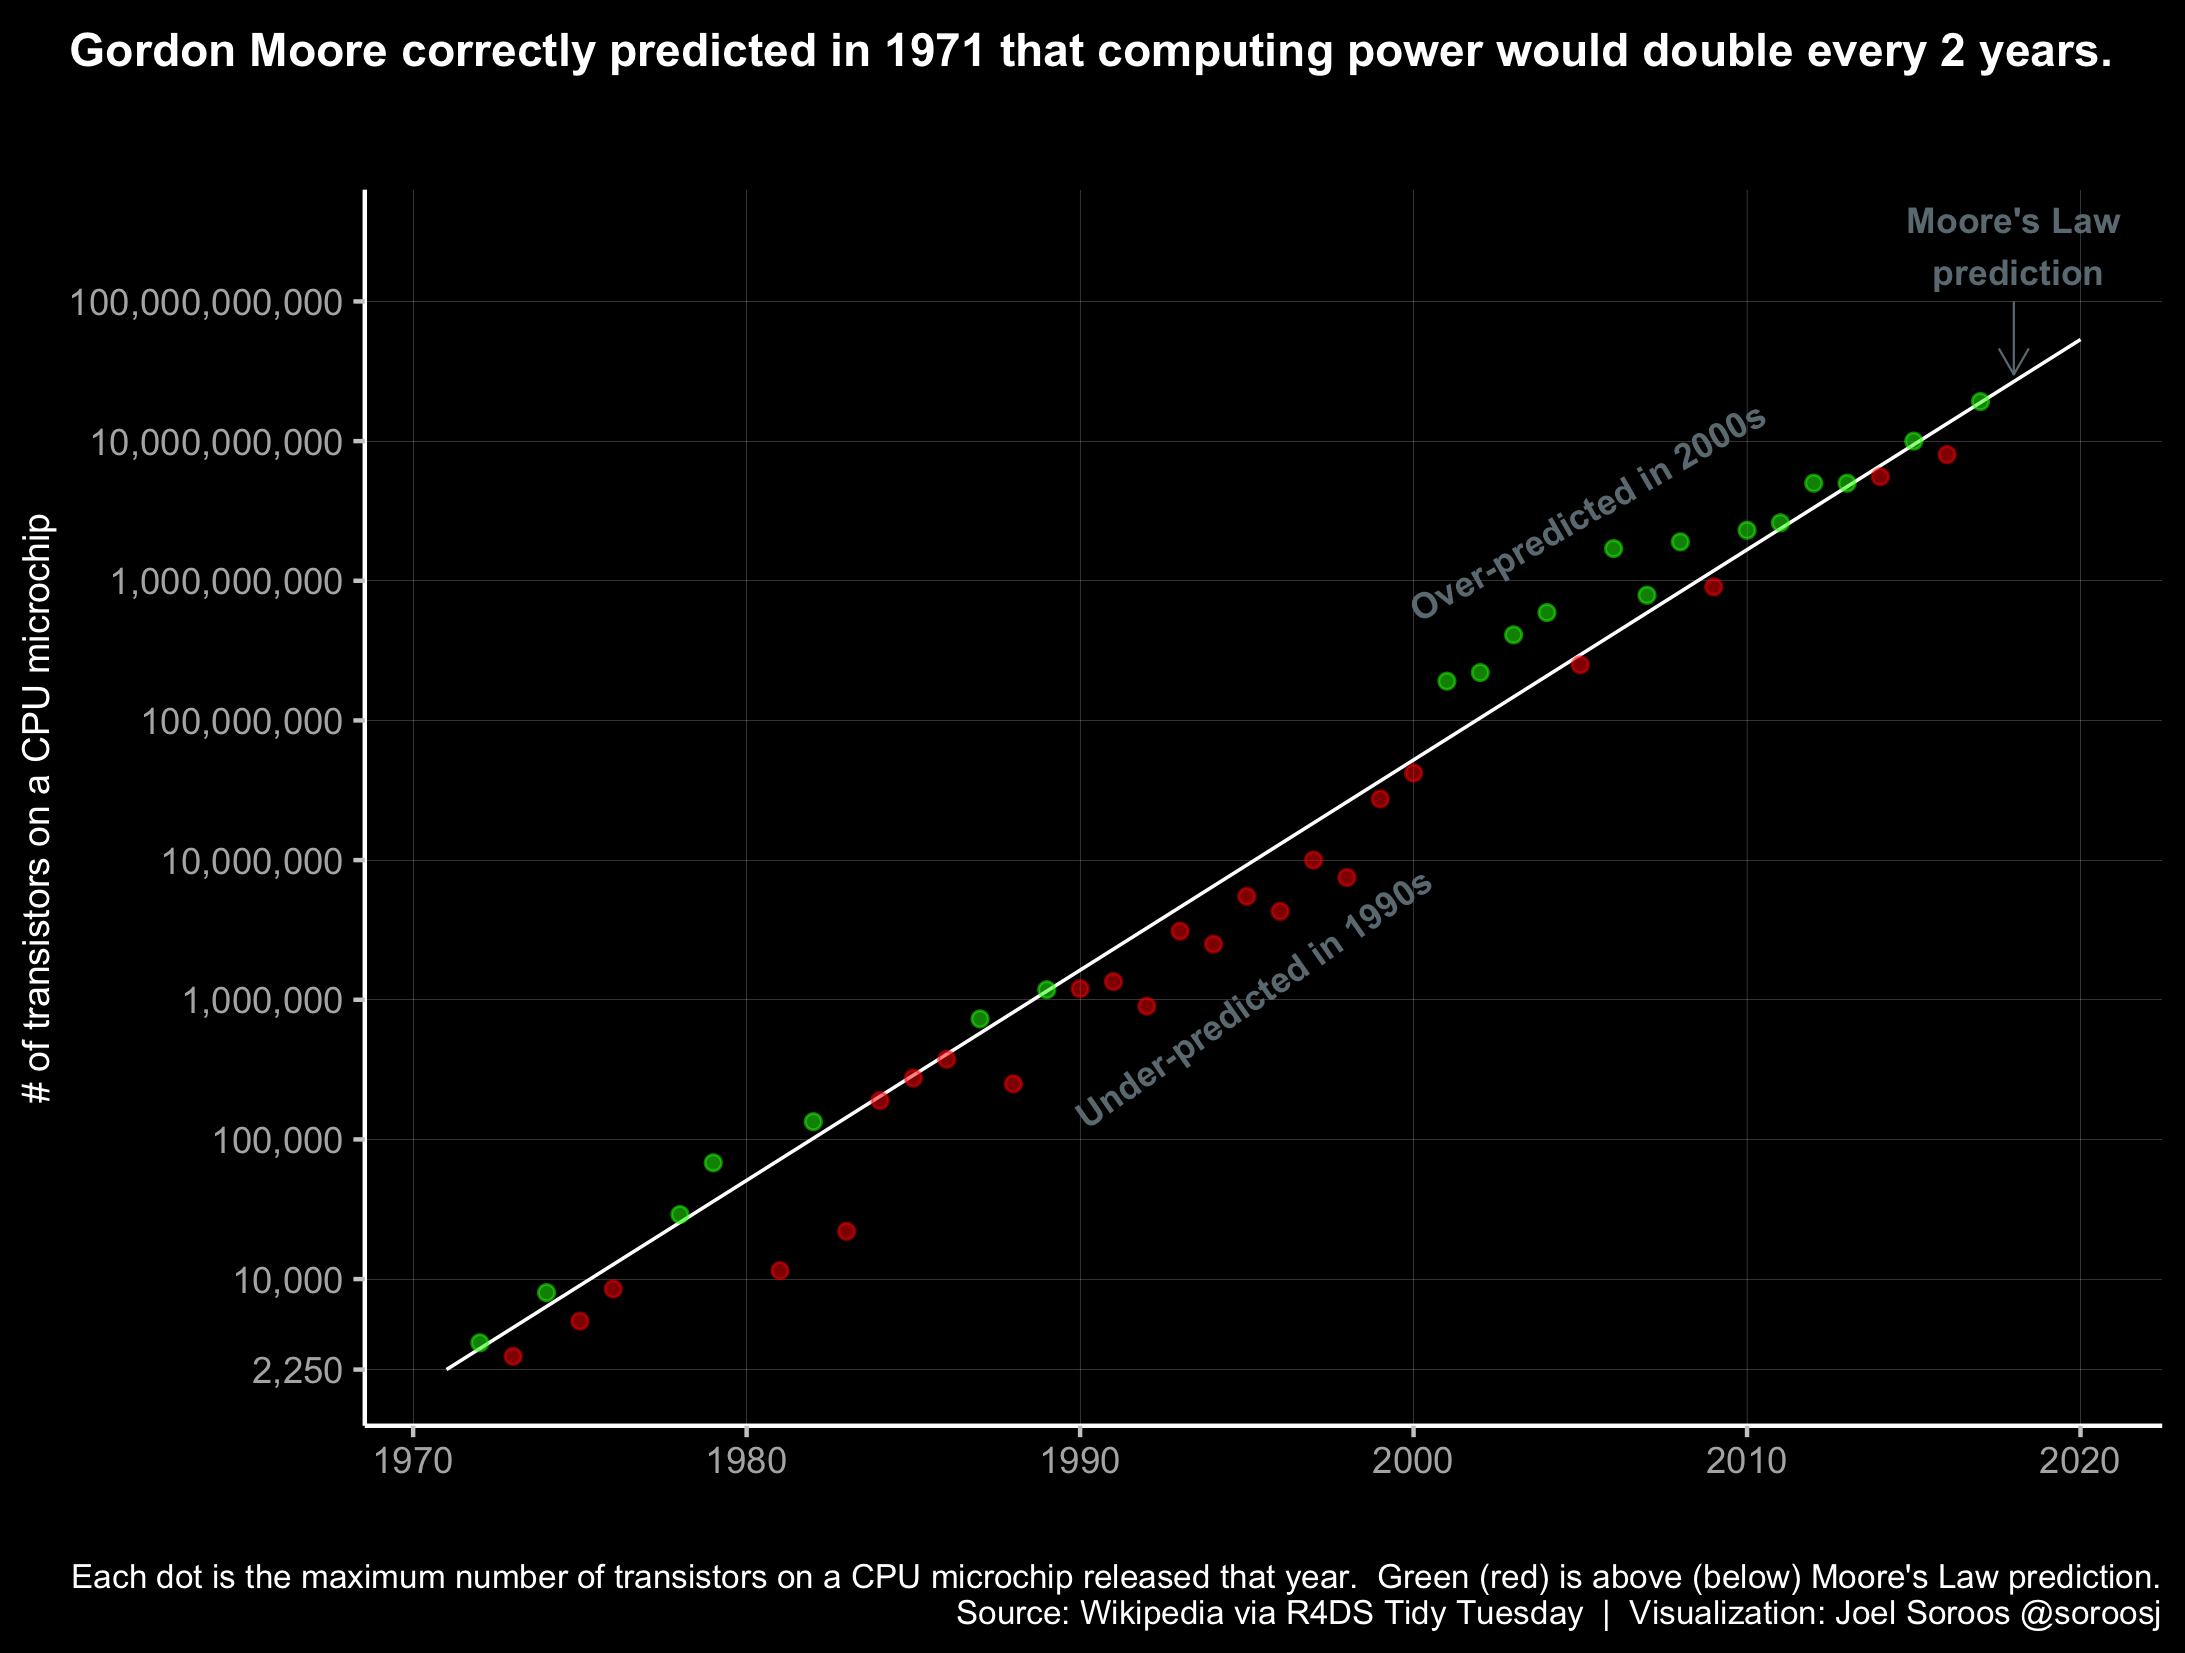 Gordon Moore correctly predicted in 1971 that computing power would double every 2 years.
Moore's Law
prediction
100,000,000,000
10,000,000,000
1,000,000,000
100,000,000
10,000,000
1,000,000
100,000
10,000
2,250
# of transistors on a CPU microchip
Over-predicted in 2000s
Under-predicted in 1990s
1970 1980 1990 2000 2010 2020
Each dot is the maximum number of transistors on a CPU microchip released that year.  Green (red) is above (below) Moore's Law prediction.
Source: Wikipedia via R4DS Tidy Tuesday  |  Visualization: Joel Soroos @soroosj